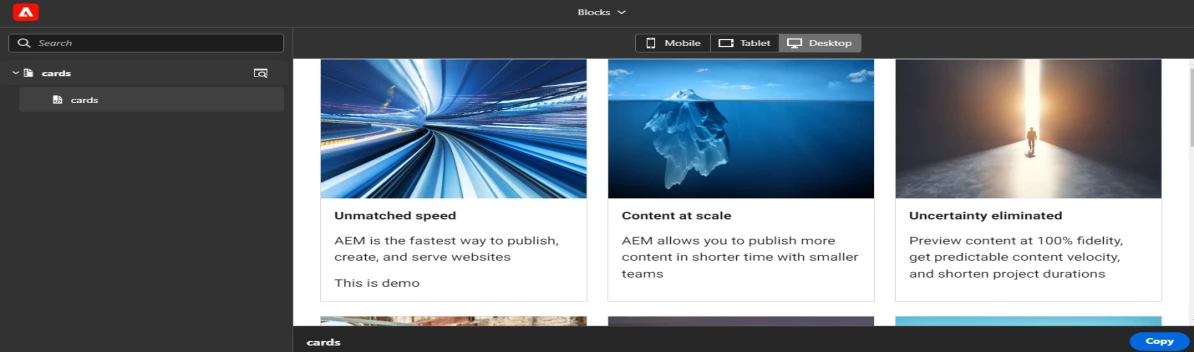 Blocks
Search
Mobile
Tablet
Desktop
cards
cards
Unmatched speed
AEM is the fastest way to publish,
create, and serve websites
This is demo
Content at scale
AEM allows you to publish more
content in shorter time with smaller
teams
Uncertainty eliminated
Preview content at 100% fidelity,
get predictable content velocity,
and shorten project durations
cards
Copy